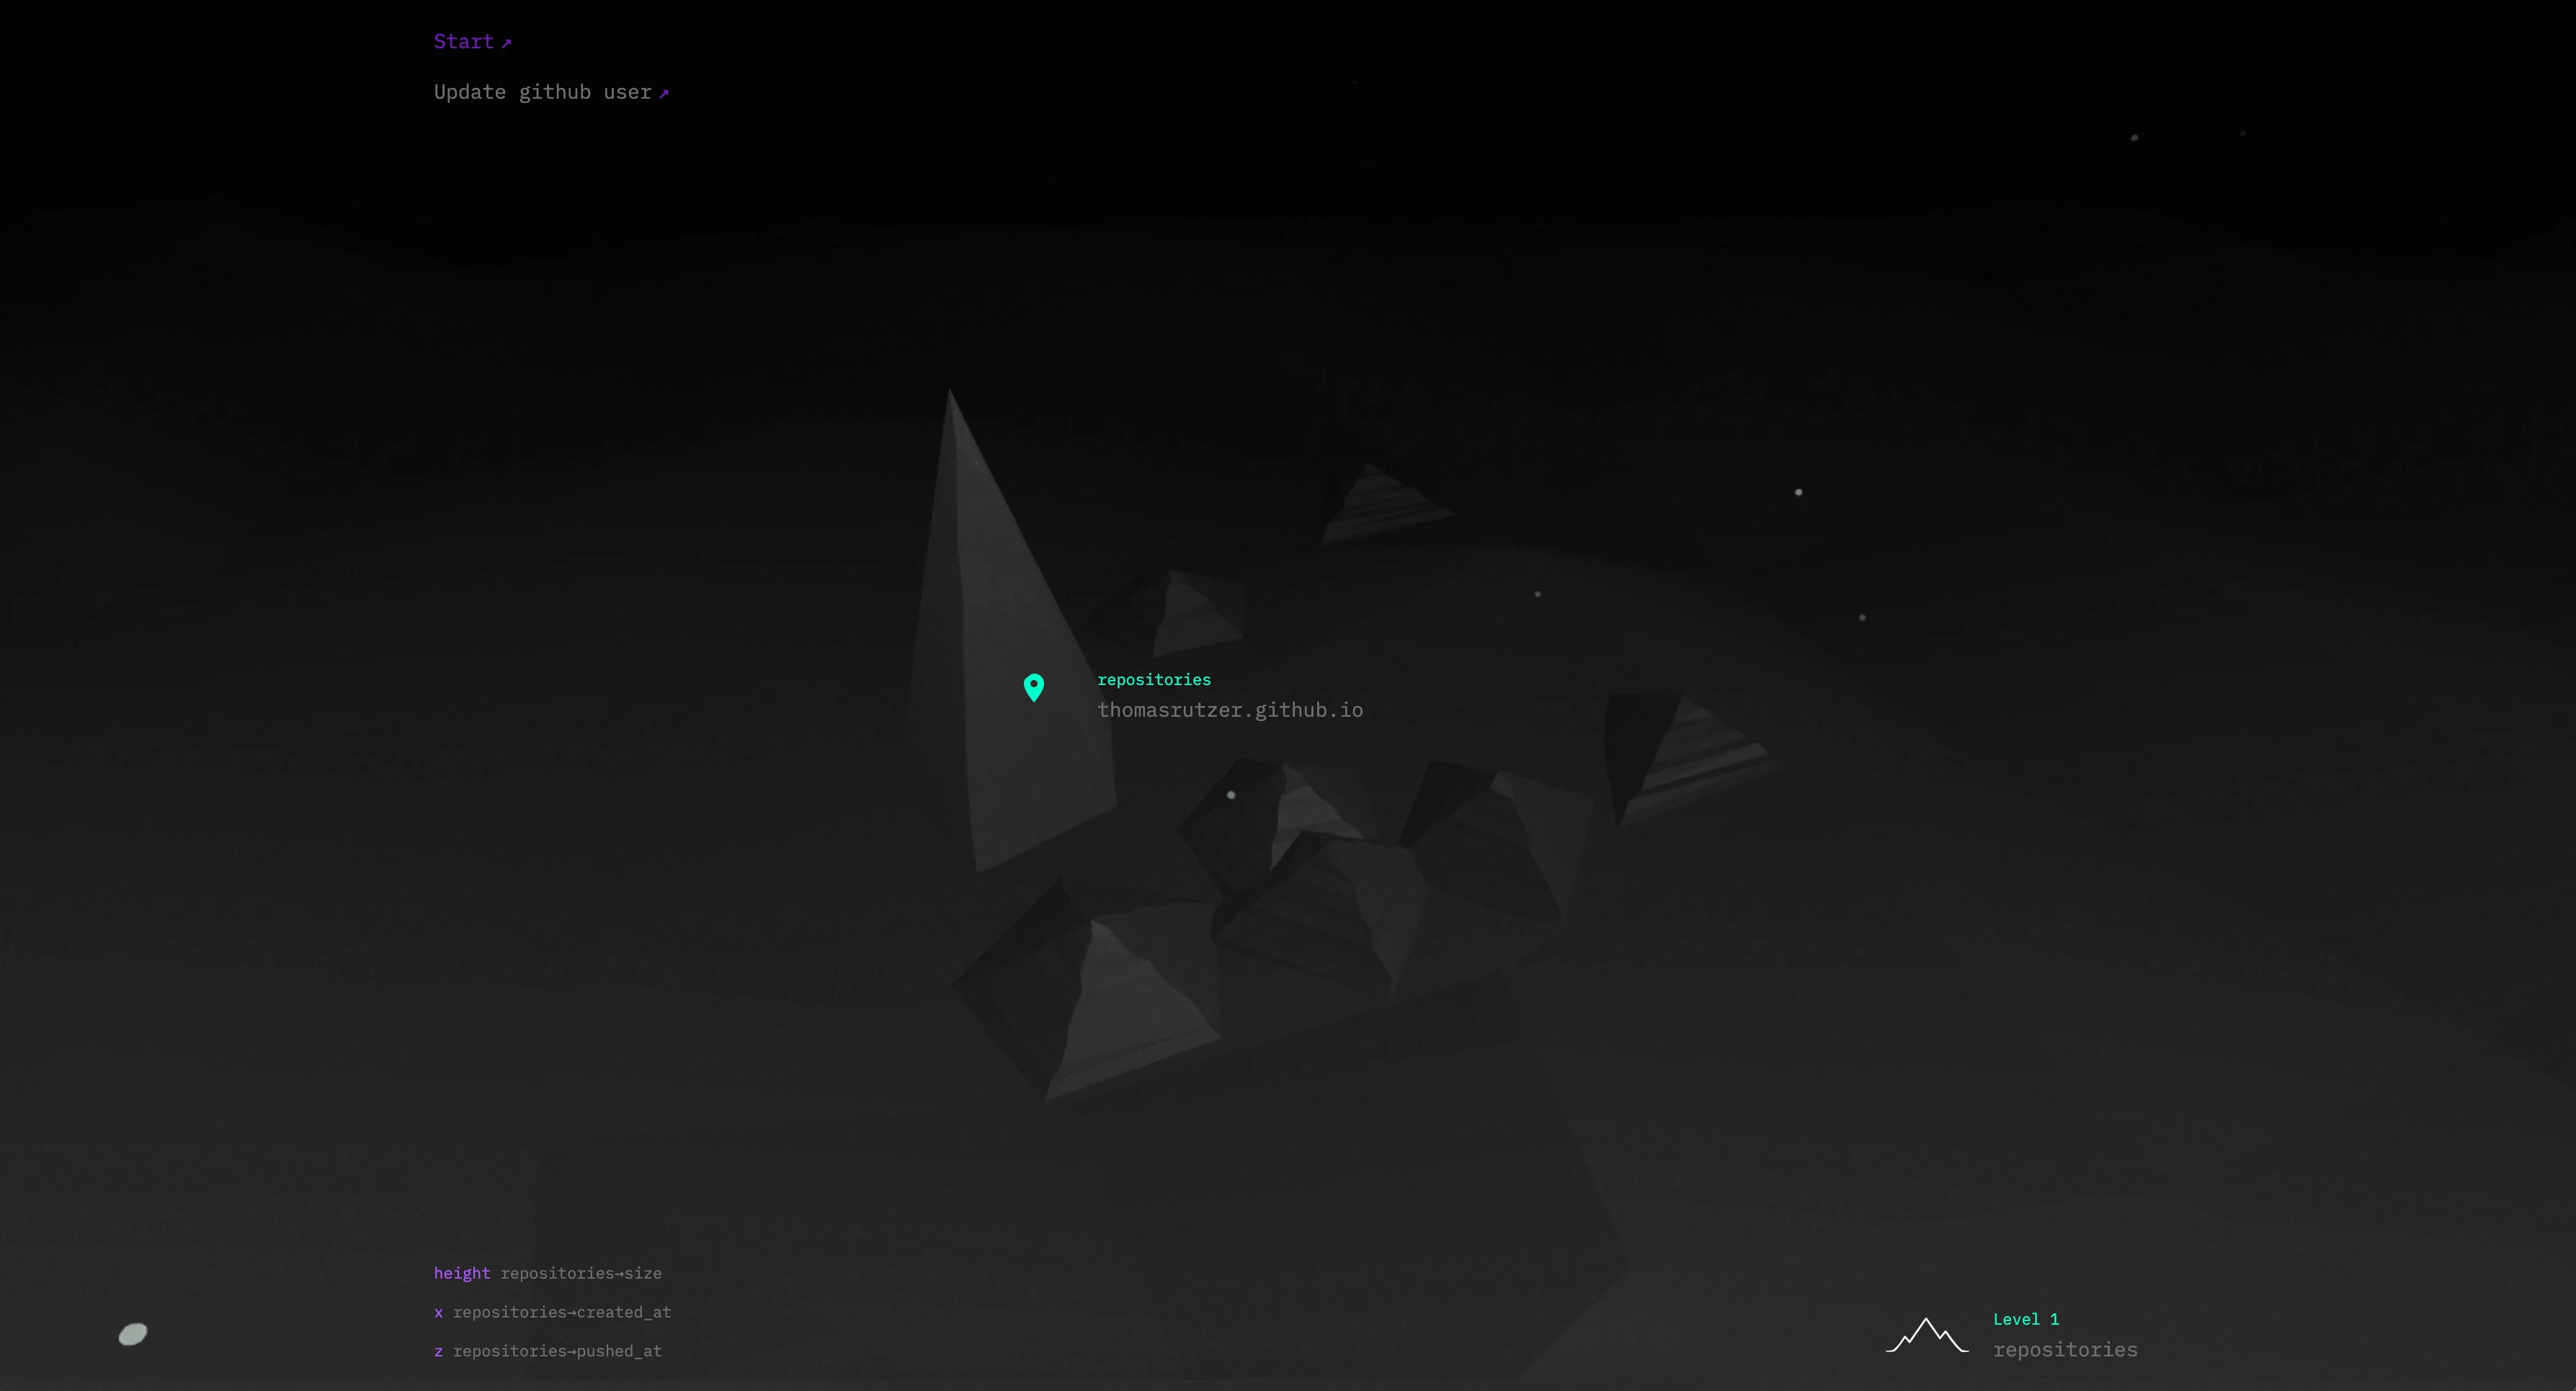 Start ↗
Update github user ↗
repositories
thomasrutzer.github.io
height repositories→size
x repositories→created_at
z repositories→pushed_at
Level 1
repositories